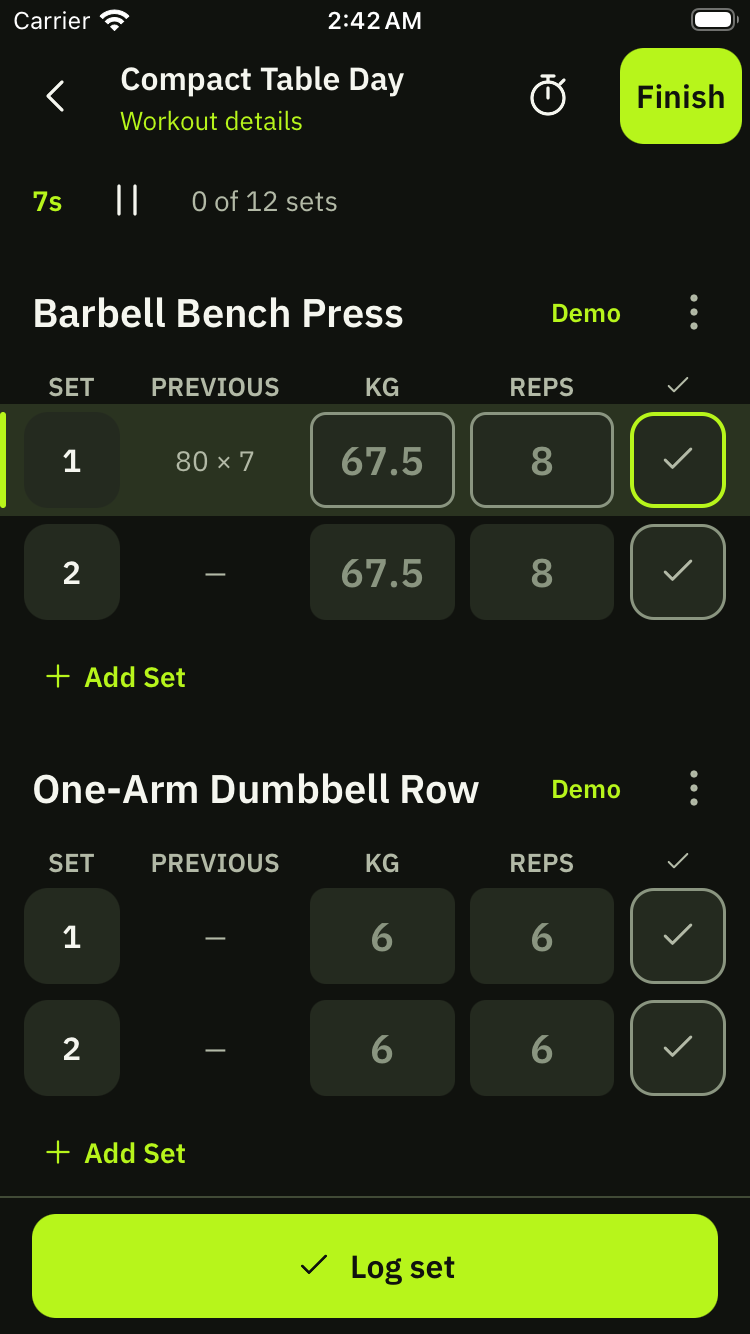 Carrier 2:42 AM
Compact Table Day
Workout details
Finish
7s 0 of 12 sets
Barbell Bench Press Demo
SET PREVIOUS KG REPS ✓
1 80 × 7 67.5 8 ✓
2 – 67.5 8 ✓
+ Add Set
One-Arm Dumbbell Row Demo
SET PREVIOUS KG REPS ✓
1 – 6 6 ✓
2 – 6 6 ✓
+ Add Set
✓ Log set